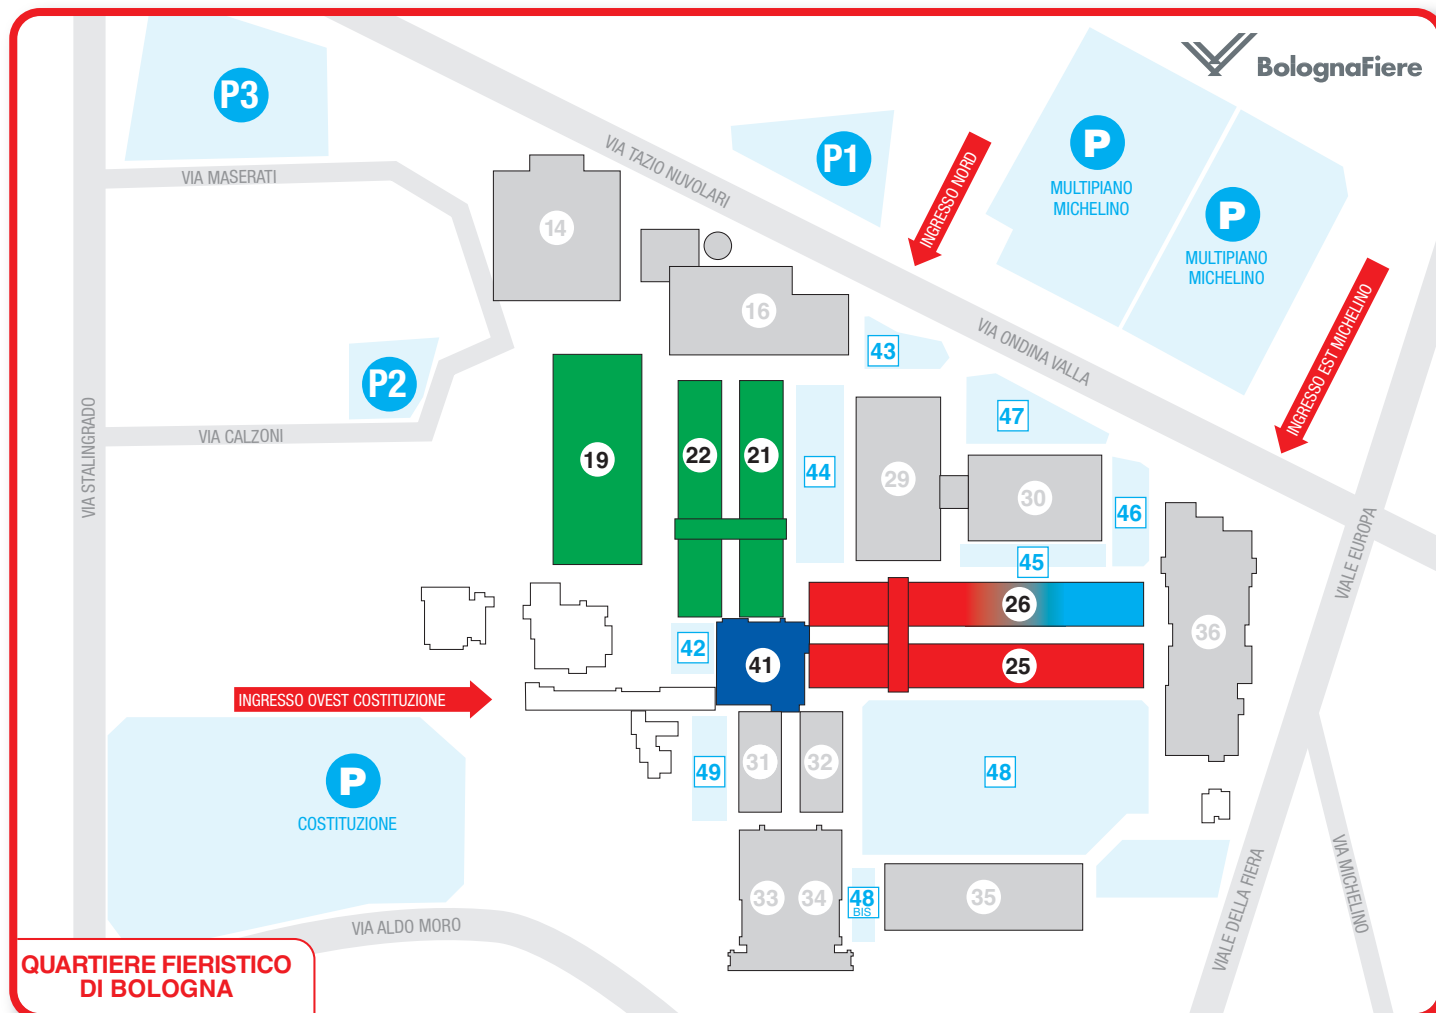 BolognaFiere
P3
P1
P
MULTIPIANO
MICHELINO
P
MULTIPIANO
MICHELINO
INGRESSO NORD
INGRESSO EST MICHELINO
VIA TAZIO NUVOLARI
VIA MASERATI
14
16
VIA ONDINA VALLA
43
P2
VIA CALZONI
VIA STALINGRADO
47
19
22
21
44
29
30
46
45
VIALE EUROPA
26
36
42
41
25
INGRESSO OVEST COSTITUZIONE
P
COSTITUZIONE
49
31
32
48
33
34
48
BIS
35
VIALE DELLA FIERA
VIA MICHELINO
VIA ALDO MORO
QUARTIERE FIERISTICO
DI BOLOGNA